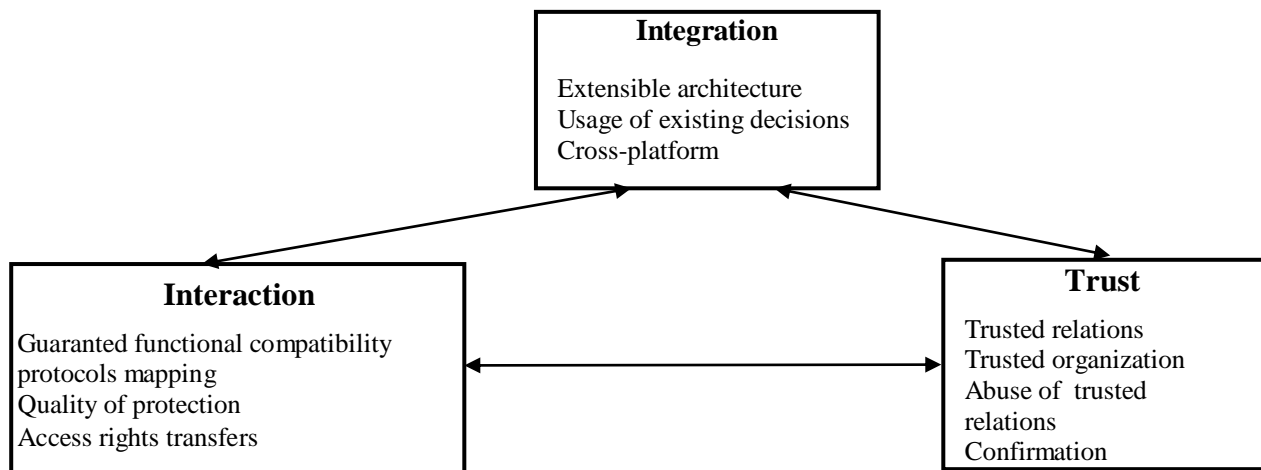 Integration
Extensible architecture
Usage of existing decisions
Cross-platform
Interaction
Guaranted functional compatibility
protocols mapping
Quality of protection
Access rights transfers
Trust
Trusted relations
Trusted organization
Abuse of trusted
relations
Confirmation